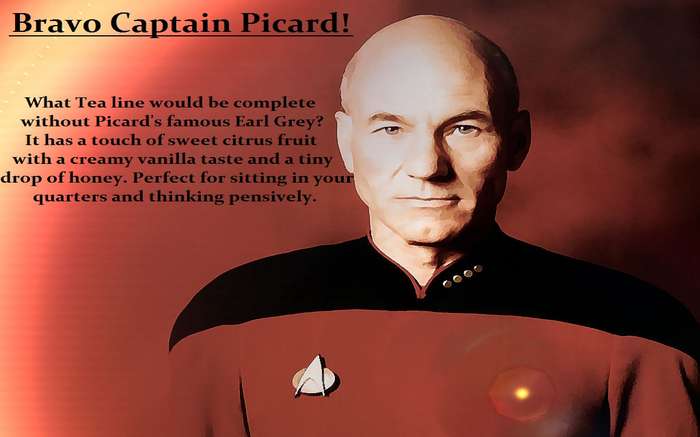 Bravo Captain Picard!
What Tea line would be complete
without Picard's famous Earl Grey?
It has a touch of sweet citrus fruit
with a creamy vanilla taste and a tiny
drop of honey. Perfect for sitting in your
quarters and thinking pensively.